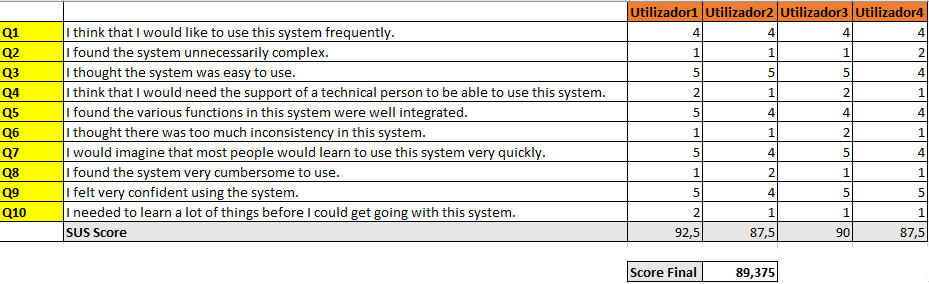 Utilizador1 Utilizador2 Utilizador3 Utilizador4
Q1 I think that I would like to use this system frequently. 4 4 4 4
Q2 I found the system unnecessarily complex. 1 1 1 2
Q3 I thought the system was easy to use. 5 5 5 4
Q4 I think that I would need the support of a technical person to be able to use this system. 2 1 2 1
Q5 I found the various functions in this system were well integrated. 5 4 4 4
Q6 I thought there was too much inconsistency in this system. 1 1 2 1
Q7 I would imagine that most people would learn to use this system very quickly. 5 4 5 4
Q8 I found the system very cumbersome to use. 1 2 1 1
Q9 I felt very confident using the system. 5 4 5 5
Q10 I needed to learn a lot of things before I could get going with this system. 2 1 1 1
SUS Score 92,5 87,5 90 87,5
Score Final 89,375